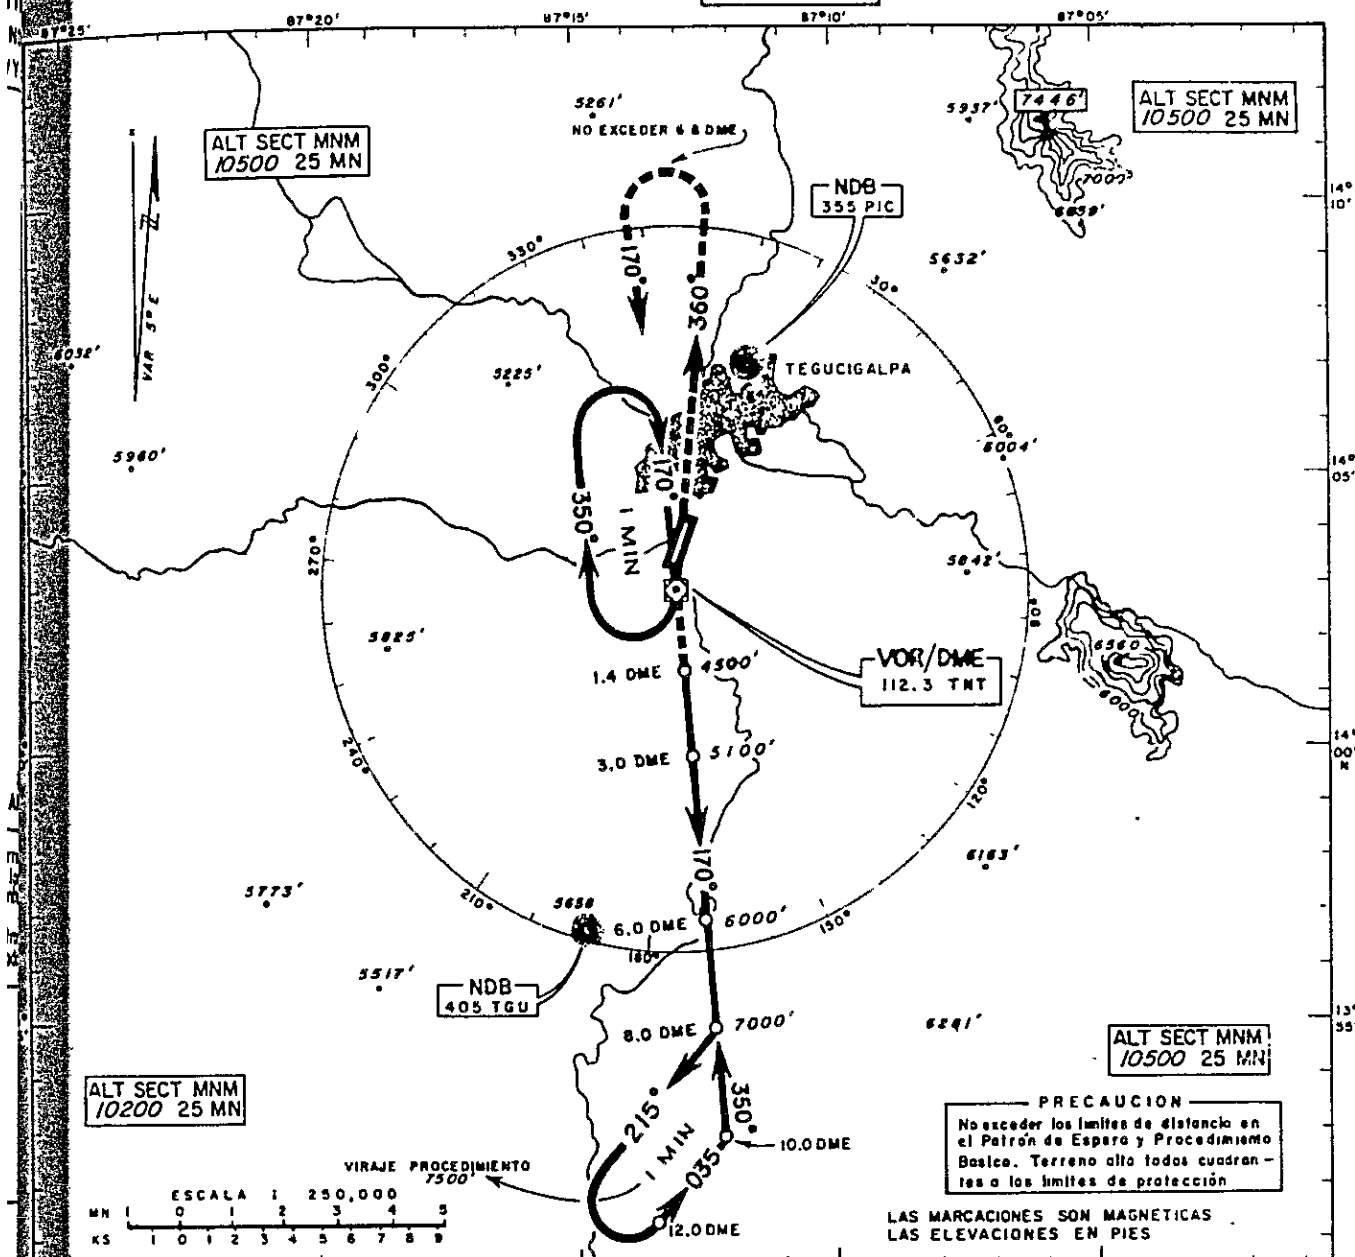 87°25'
87°20'
87°15'
87°10'
87°05'
5261'
NO EXCEDER 6 8 DME
5937'
7446'
ALT SECT MNM
10500 25 MN
ALT SECT MNM
10500 25 MN
7000'
6859'
14°
10'
NDB
355 PIC
VAR 5° E
330°
30°
5632'
170°
360°
6032'
300°
5225'
TEGUCIGALPA
60°
6004'
5980'
14°
05'
170°
350°
1 MIN
270°
5842'
90°
5825'
6560
6000
VOR/DME
112.3 TNT
1.4 DME
4500'
3.0 DME
5100'
240°
14°
00'
N
120°
170°
6163'
5773'
210°
5658
6.0 DME
6000'
150°
180°
5517'
NDB
405 TGU
8.0 DME
7000'
6281'
13°
55'
ALT SECT MNM
10500 25 MN
ALT SECT MNM
10200 25 MN
215°
1 MIN
035°
350°
10.0 DME
PRECAUCION
No exceder los limites de distancia en
el Patrón de Espera y Procedimiento
Basico. Terreno alto todos cuadran-
tes a los limites de protección
VIRAJE PROCEDIMIENTO
7500'
12.0 DME
ESCALA 1 250,000
MN 1 0 1 2 3 4 5
KS 1 0 1 2 3 4 5 6 7 8 9
LAS MARCACIONES SON MAGNETICAS
LAS ELEVACIONES EN PIES